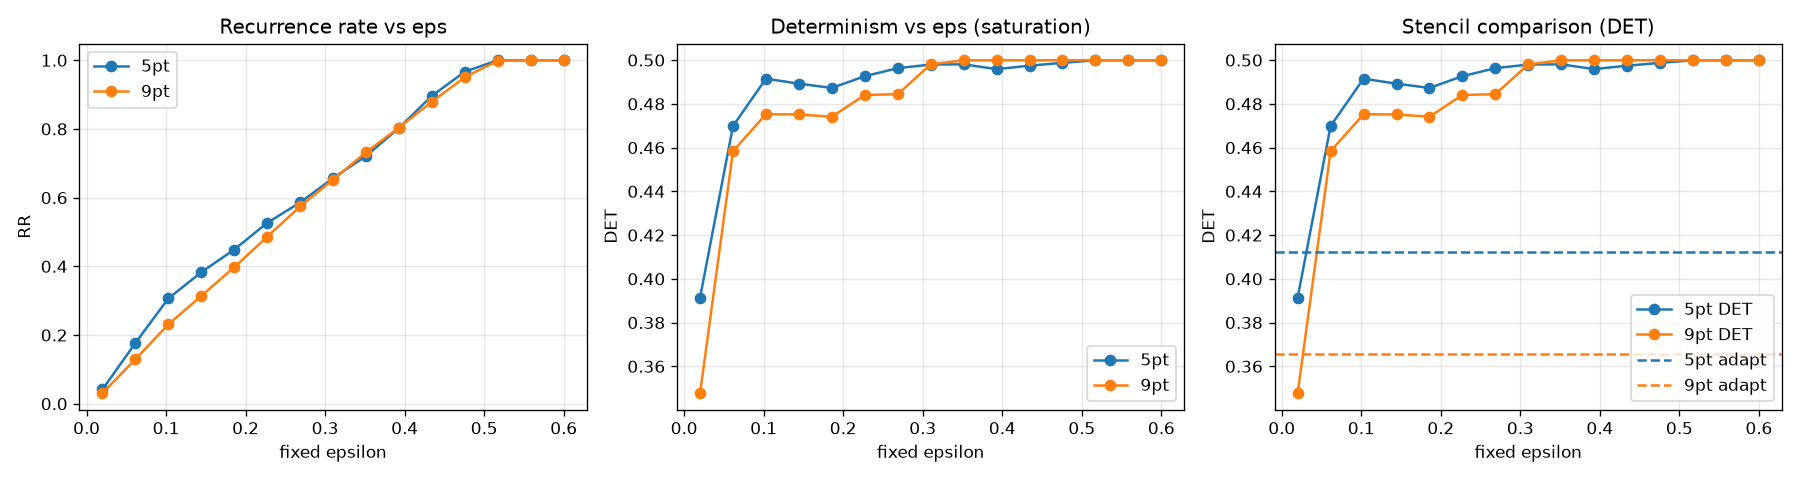 Recurrence rate vs eps
RR
1.0
0.8
0.6
0.4
0.2
0.0
0.0 0.1 0.2 0.3 0.4 0.5 0.6
fixed epsilon
5pt
9pt
Determinism vs eps (saturation)
DET
0.50
0.48
0.46
0.44
0.42
0.40
0.38
0.36
0.0 0.1 0.2 0.3 0.4 0.5 0.6
fixed epsilon
5pt
9pt
Stencil comparison (DET)
DET
0.50
0.48
0.46
0.44
0.42
0.40
0.38
0.36
0.0 0.1 0.2 0.3 0.4 0.5 0.6
fixed epsilon
5pt DET
9pt DET
5pt adapt
9pt adapt